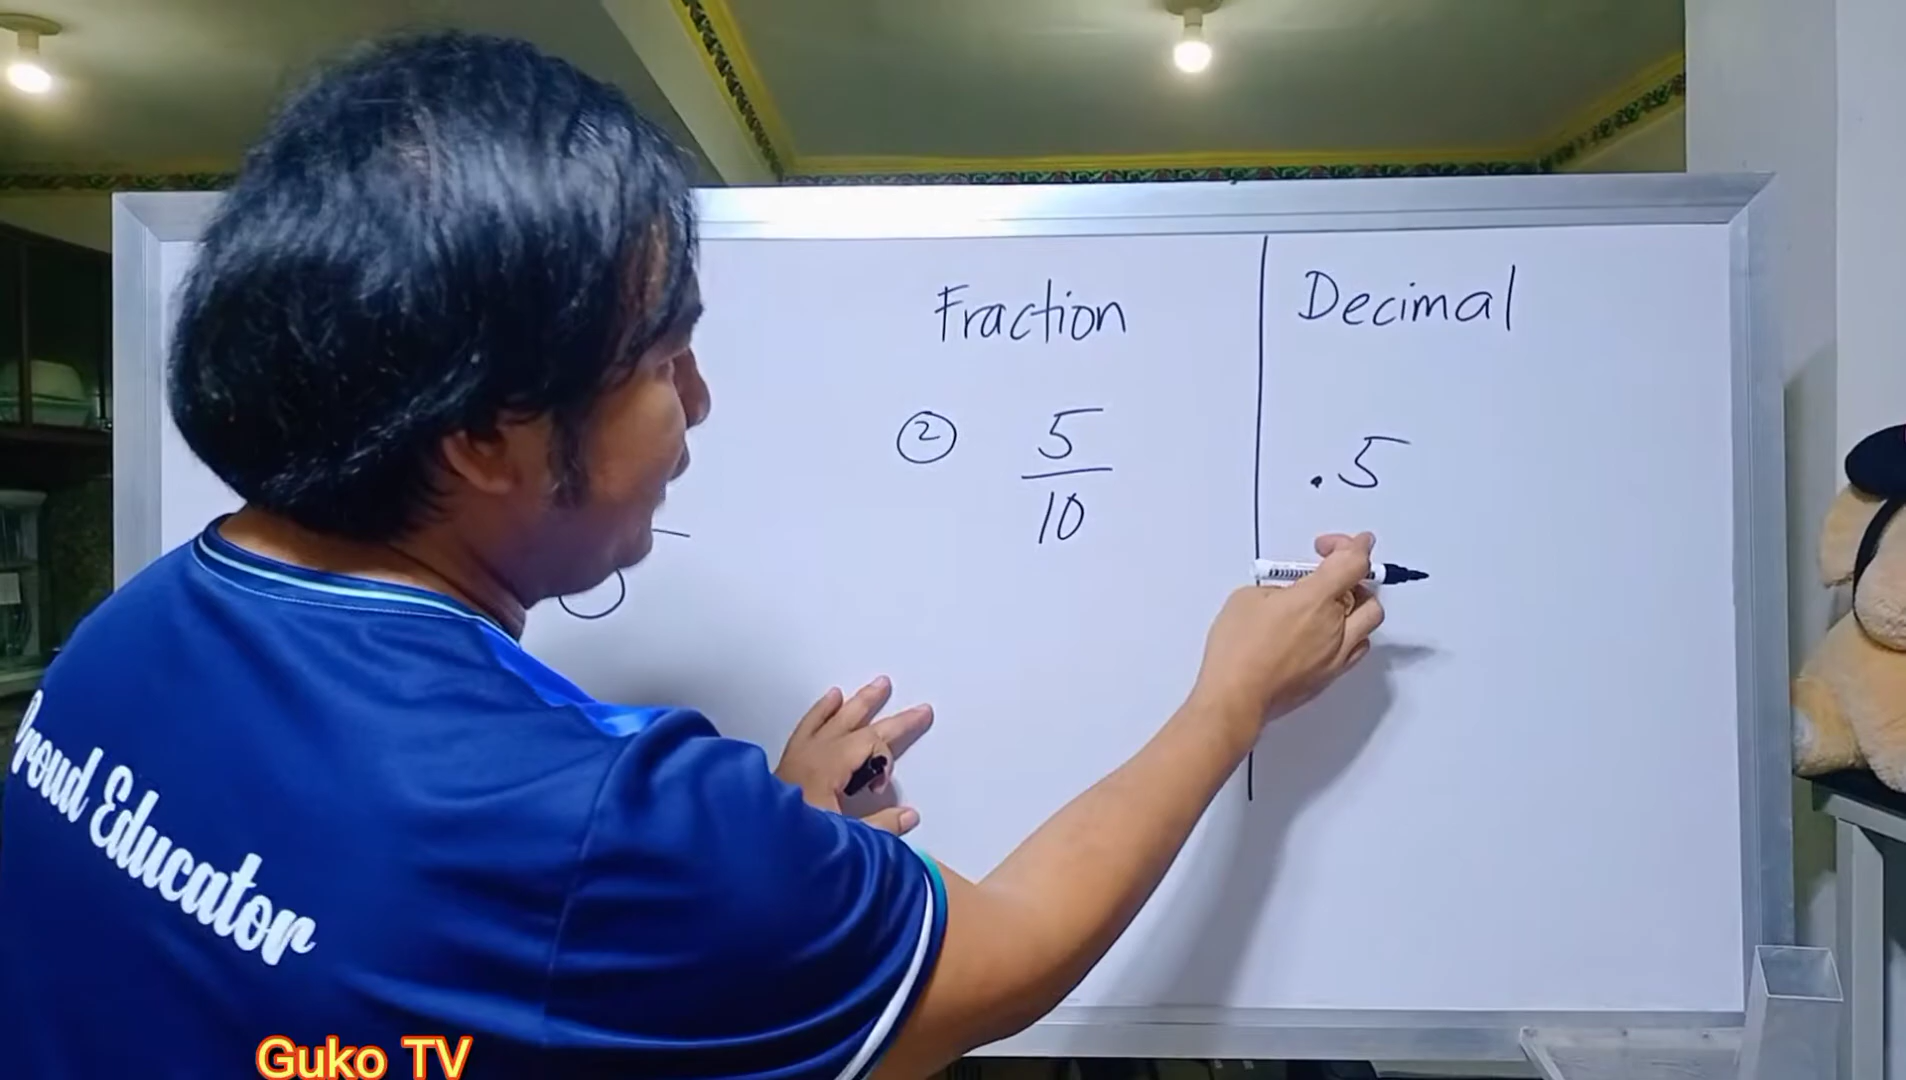 Fraction
Decimal
②
5
10
.5
Proud Educator
Guko TV